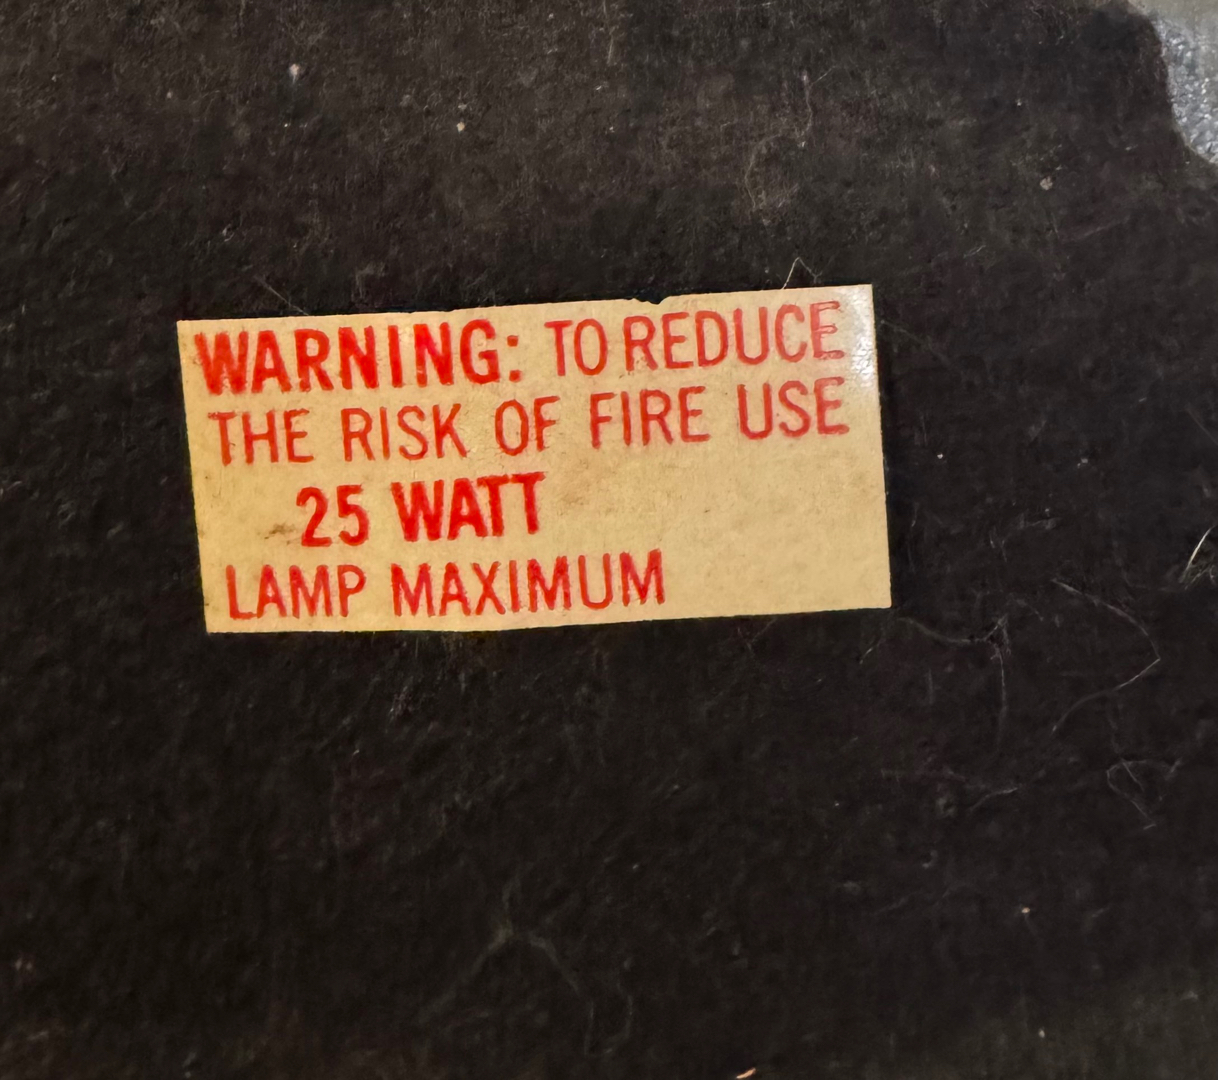 WARNING: TO REDUCE
THE RISK OF FIRE USE
25 WATT
LAMP MAXIMUM